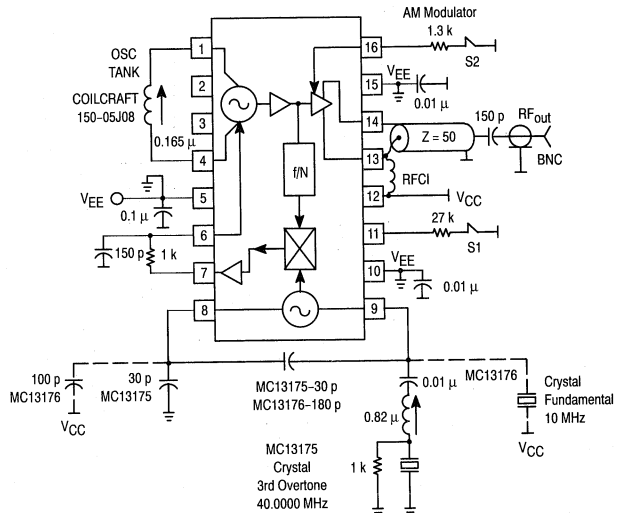 AM Modulator
1.3 k
S2
OSC
TANK
COILCRAFT
150-05J08
0.165 μ
1
2
3
4
5
6
7
8
16
15
14
13
12
11
10
9
VEE
0.01 μ
150 p
RFout
Z = 50
BNC
RFCI
VCC
f/N
VEE
0.1 μ
27 k
S1
150 p
1 k
VEE
0.01 μ
100 p
MC13176
VCC
30 p
MC13175
MC13175-30 p
MC13176-180 p
0.01 μ
MC13176
Crystal
Fundamental
10 MHz
VCC
0.82 μ
MC13175
Crystal
3rd Overtone
40.0000 MHz
1 k